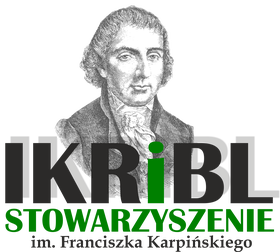 IKRiBL
STOWARZYSZENIE
im. Franciszka Karpińskiego